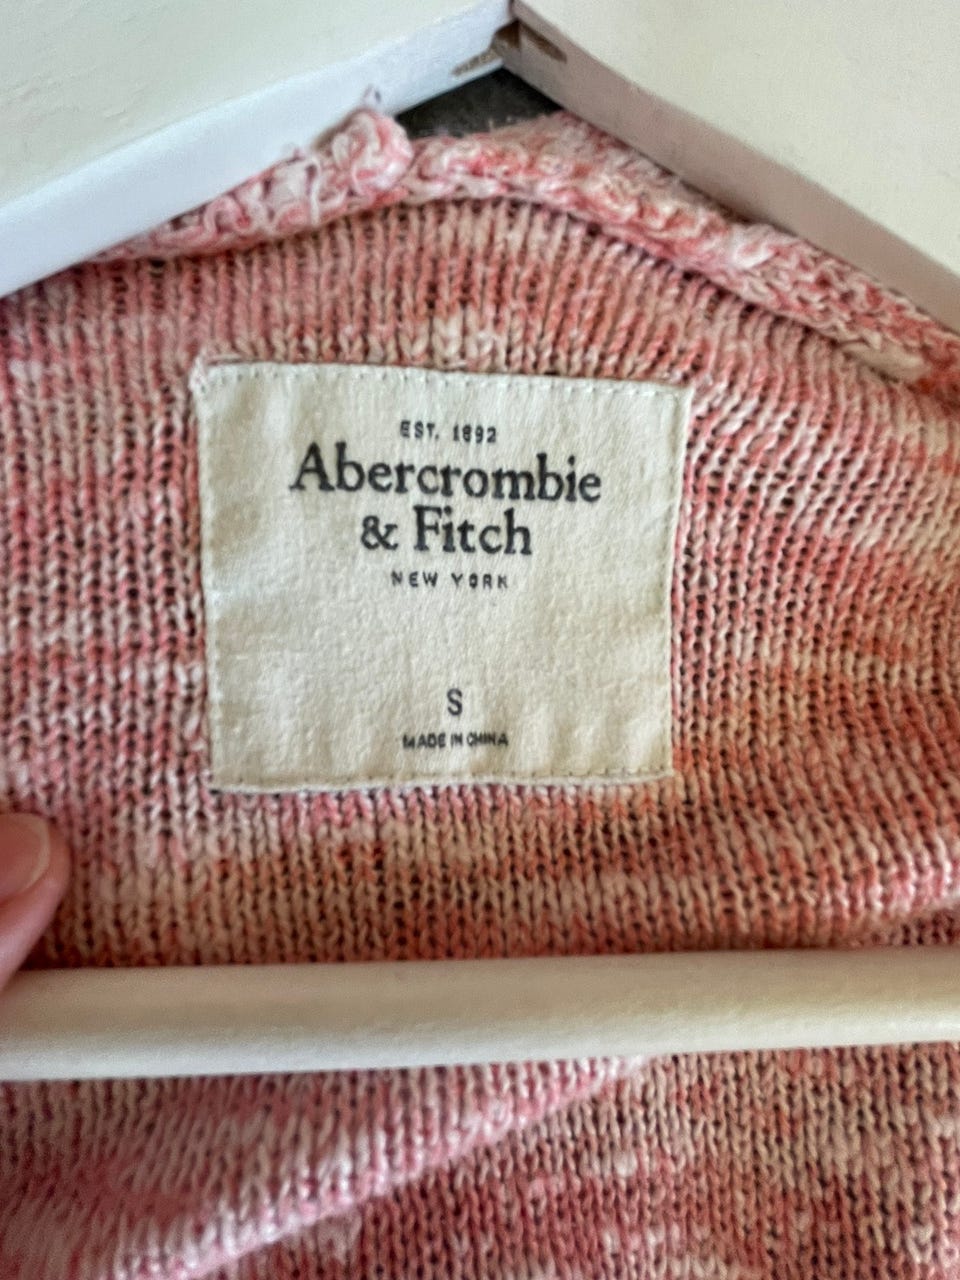 EST. 1892
Abercrombie
& Fitch
NEW YORK
S
MADE IN CHINA